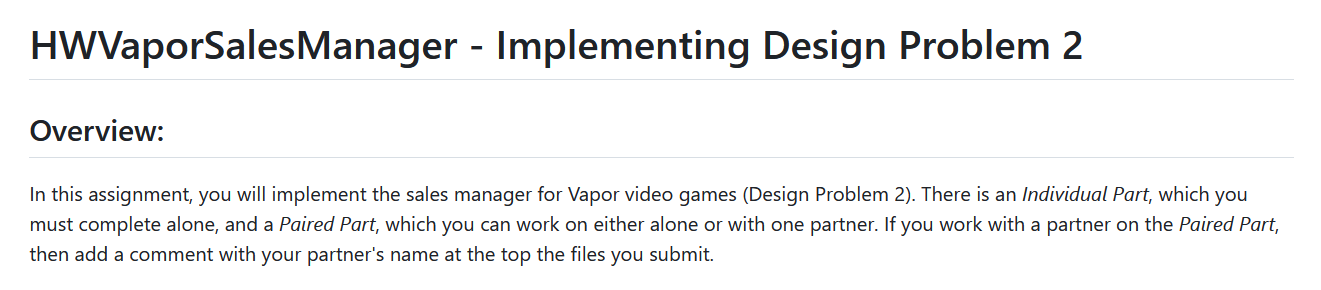 HWVaporSalesManager - Implementing Design Problem 2
Overview:
In this assignment, you will implement the sales manager for Vapor video games (Design Problem 2). There is an Individual Part, which you
must complete alone, and a Paired Part, which you can work on either alone or with one partner. If you work with a partner on the Paired Part,
then add a comment with your partner's name at the top the files you submit.